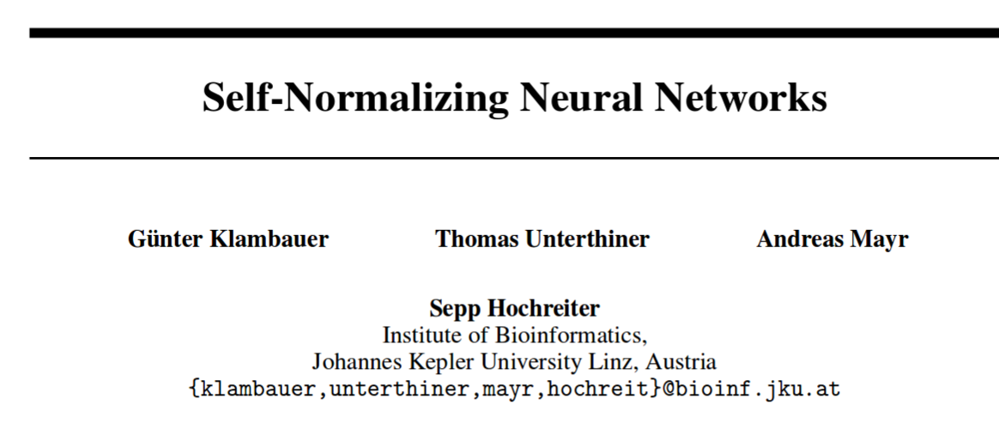 Self-Normalizing Neural Networks
Günter Klambauer Thomas Unterthiner Andreas Mayr
Sepp Hochreiter
Institute of Bioinformatics,
Johannes Kepler University Linz, Austria
{klambauer,unterthiner,mayr,hochreit}@bioinf.jku.at